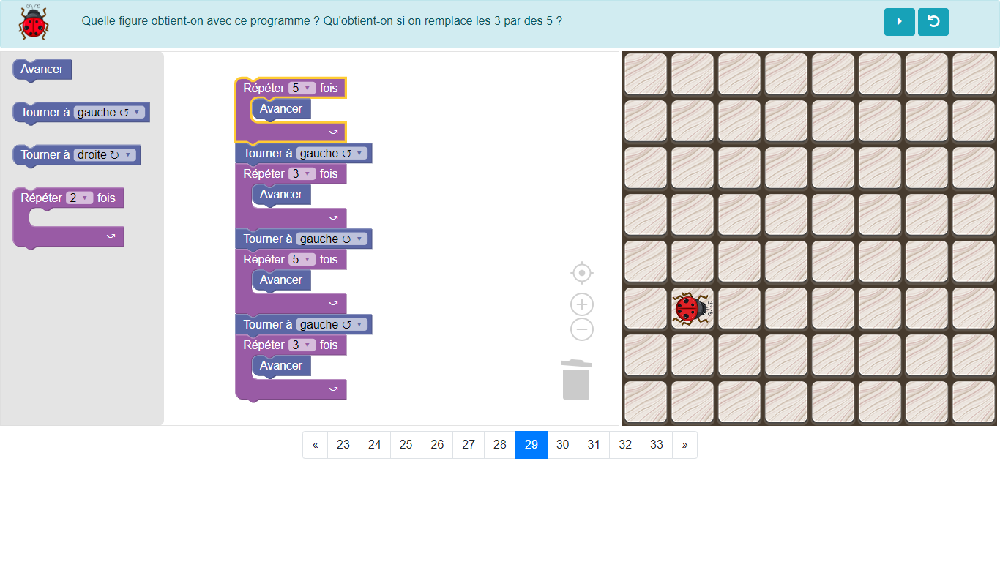 Quelle figure obtient-on avec ce programme ? Qu'obtient-on si on remplace les 3 par des 5 ?
Avancer
Tourner à gauche ↺
Tourner à droite ↻
Répéter 2 fois
Répéter 5 fois
Avancer
Tourner à gauche ↺
Répéter 3 fois
Avancer
Tourner à gauche ↺
Répéter 5 fois
Avancer
Tourner à gauche ↺
Répéter 3 fois
Avancer
« 23 24 25 26 27 28 29 30 31 32 33 »